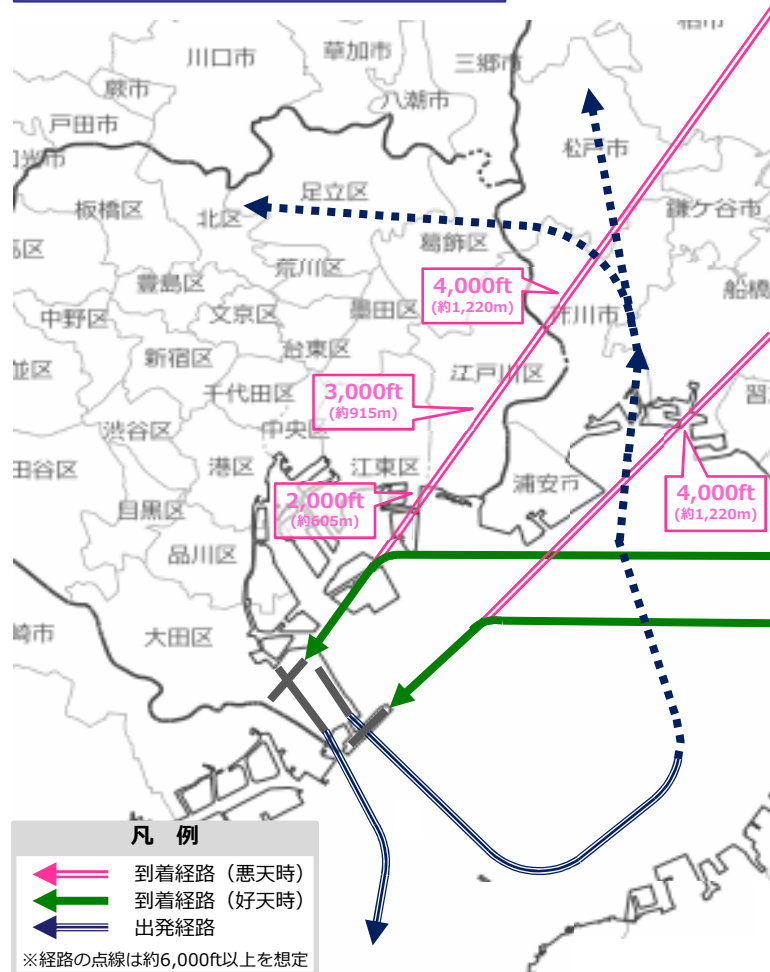 川口市
草加市
三郷市
蕨市
八潮市
戸田市
松戸市
足立区
板橋区
北区
鎌ケ谷市
葛飾区
荒川区
豊島区
4,000ft
(約1,220m)
船橋
墨田区
文京区
市川市
中野区
台東区
新宿区
江戸川区
千代田区
3,000ft
(約915m)
渋谷区
中央区
港区
江東区
田谷区
2,000ft
(約605m)
浦安市
4,000ft
(約1,220m)
目黒区
品川区
大田区
崎市
凡 例
到着経路（悪天時）
到着経路（好天時）
出発経路
※経路の点線は約6,000ft以上を想定